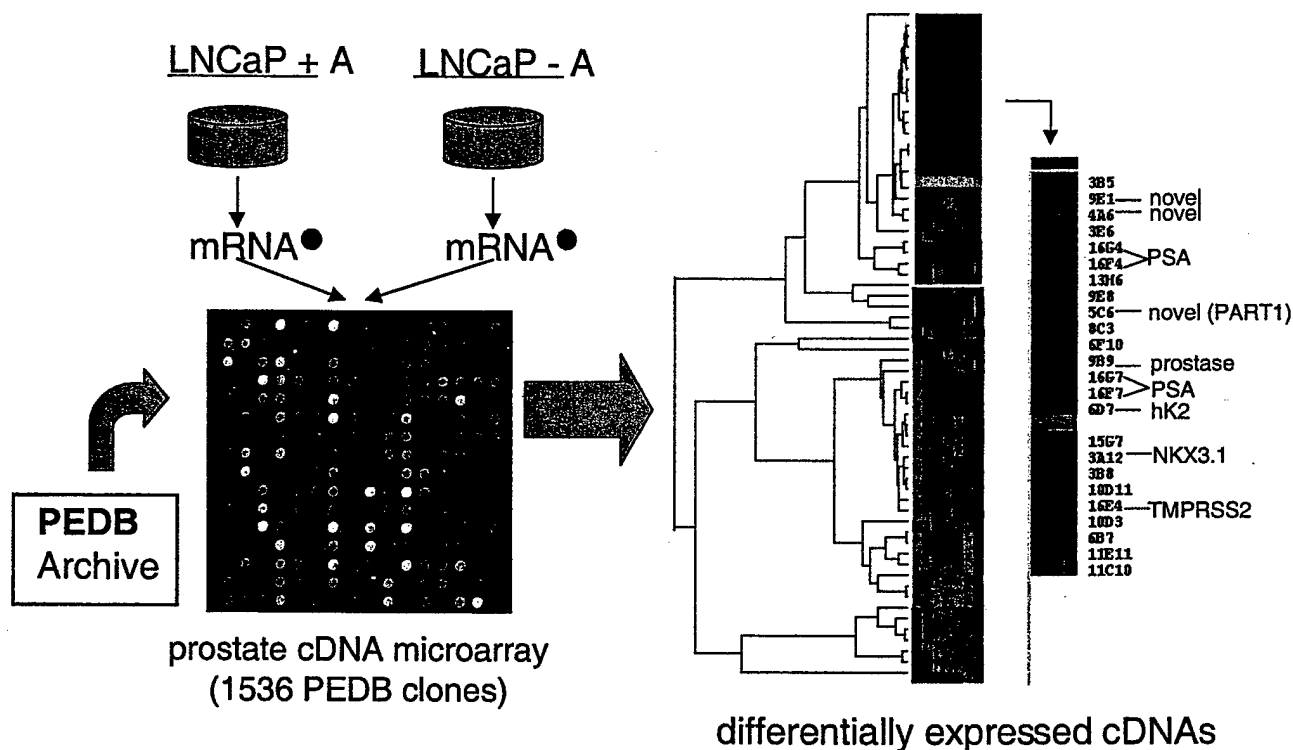 LNCaP + A
LNCaP - A
mRNA
mRNA
PEDB
Archive
prostate cDNA microarray
(1536 PEDB clones)
3B5
9E1 novel
4A6 novel
3E6
16G4
16F4
PSA
13H6
9E8
5C6 novel (PART1)
8C3
6F10
9B9 prostase
16G7
16F7
PSA
6D7 hK2
15G7
3A12 NKX3.1
3B8
10D11
16E4 TMPRSS2
10D3
6B7
11E11
11C10
differentially expressed cDNAs